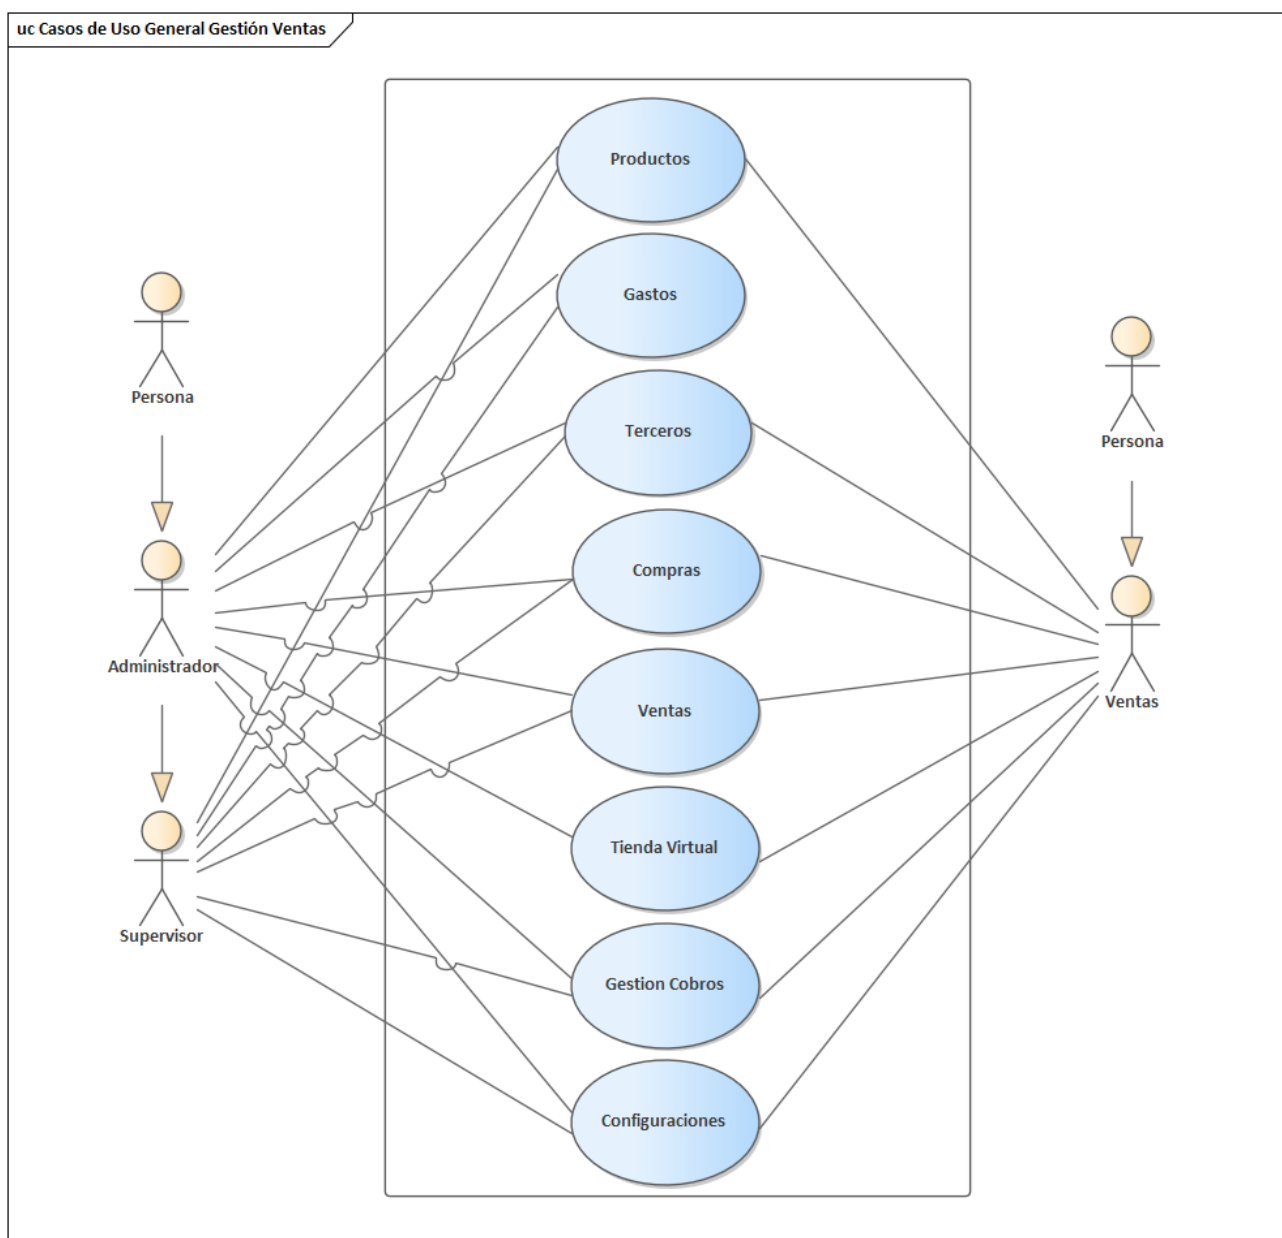 uc Casos de Uso General Gestión Ventas
Productos
Gastos
Persona
Terceros
Persona
Compras
Administrador
Ventas
Ventas
Tienda Virtual
Supervisor
Gestion Cobros
Configuraciones